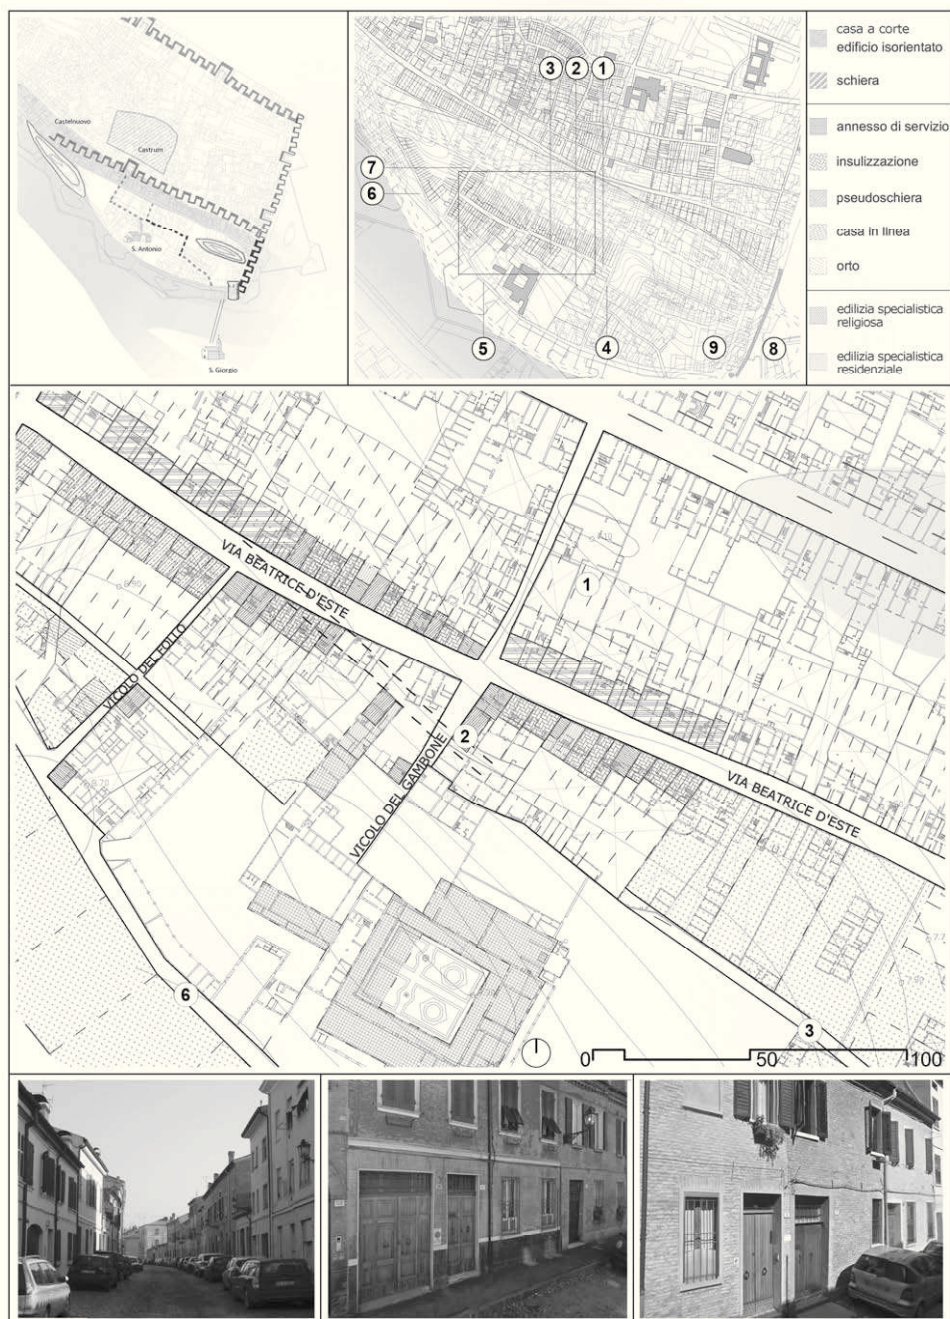 Castelnuovo
Castrum
S. Antonio
S. Giorgio
3 2 1
7
6
5
4
9
8
casa a corte
edificio isorientato
schiera
annesso di servizio
insulizzazione
pseudoschiera
casa in linea
orto
edilizia specialistica
religiosa
edilizia specialistica
residenziale
VIA BEATRICE D'ESTE
1
VICOLO DEL FOLLO
2
VICOLO DEL GAMBONE
VIA BEATRICE D'ESTE
6
3
0 50 100